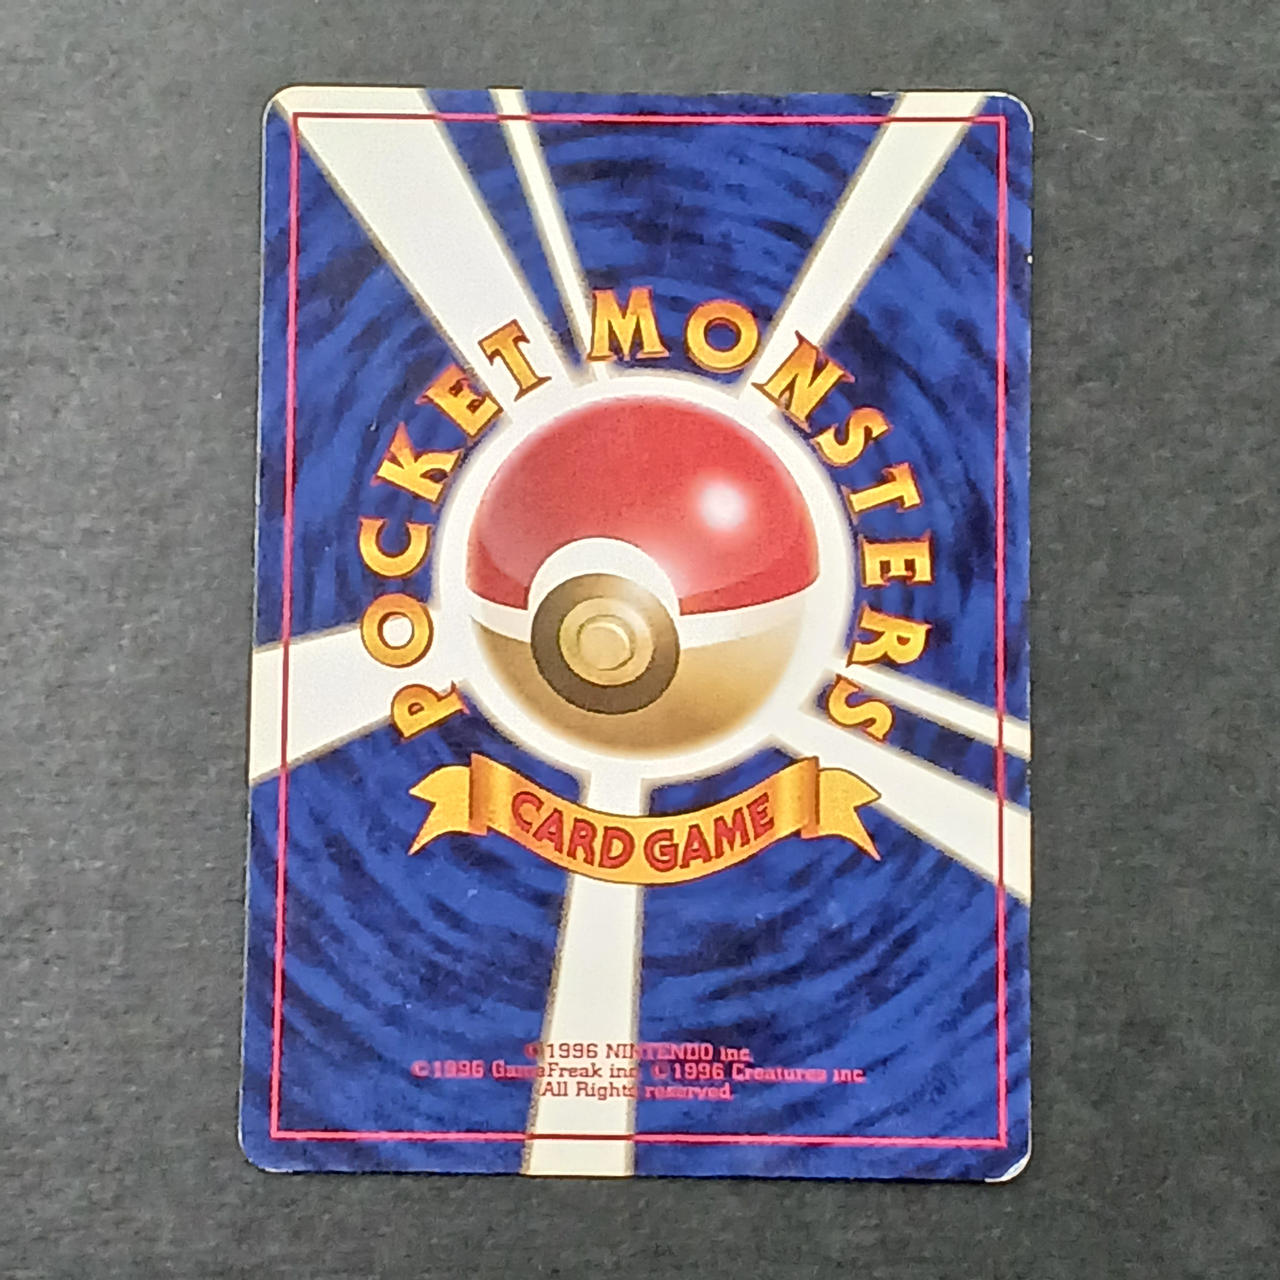 POCKET MONSTERS
CARD GAME
©1996 NINTENDO inc.
©1996 GameFreak inc. ©1996 Creatures inc.
All Rights reserved.